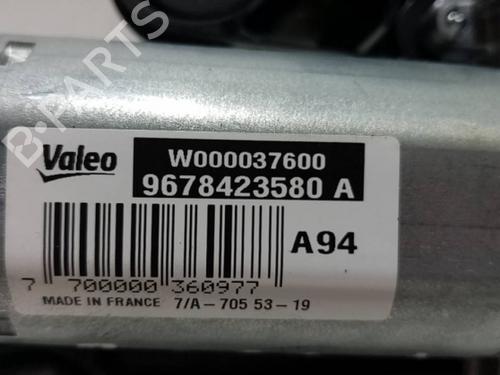 B-PARTS
Valeo
W000037600
9678423580 A
A94
7 700000 360977
MADE IN FRANCE 7/A-705 53-19